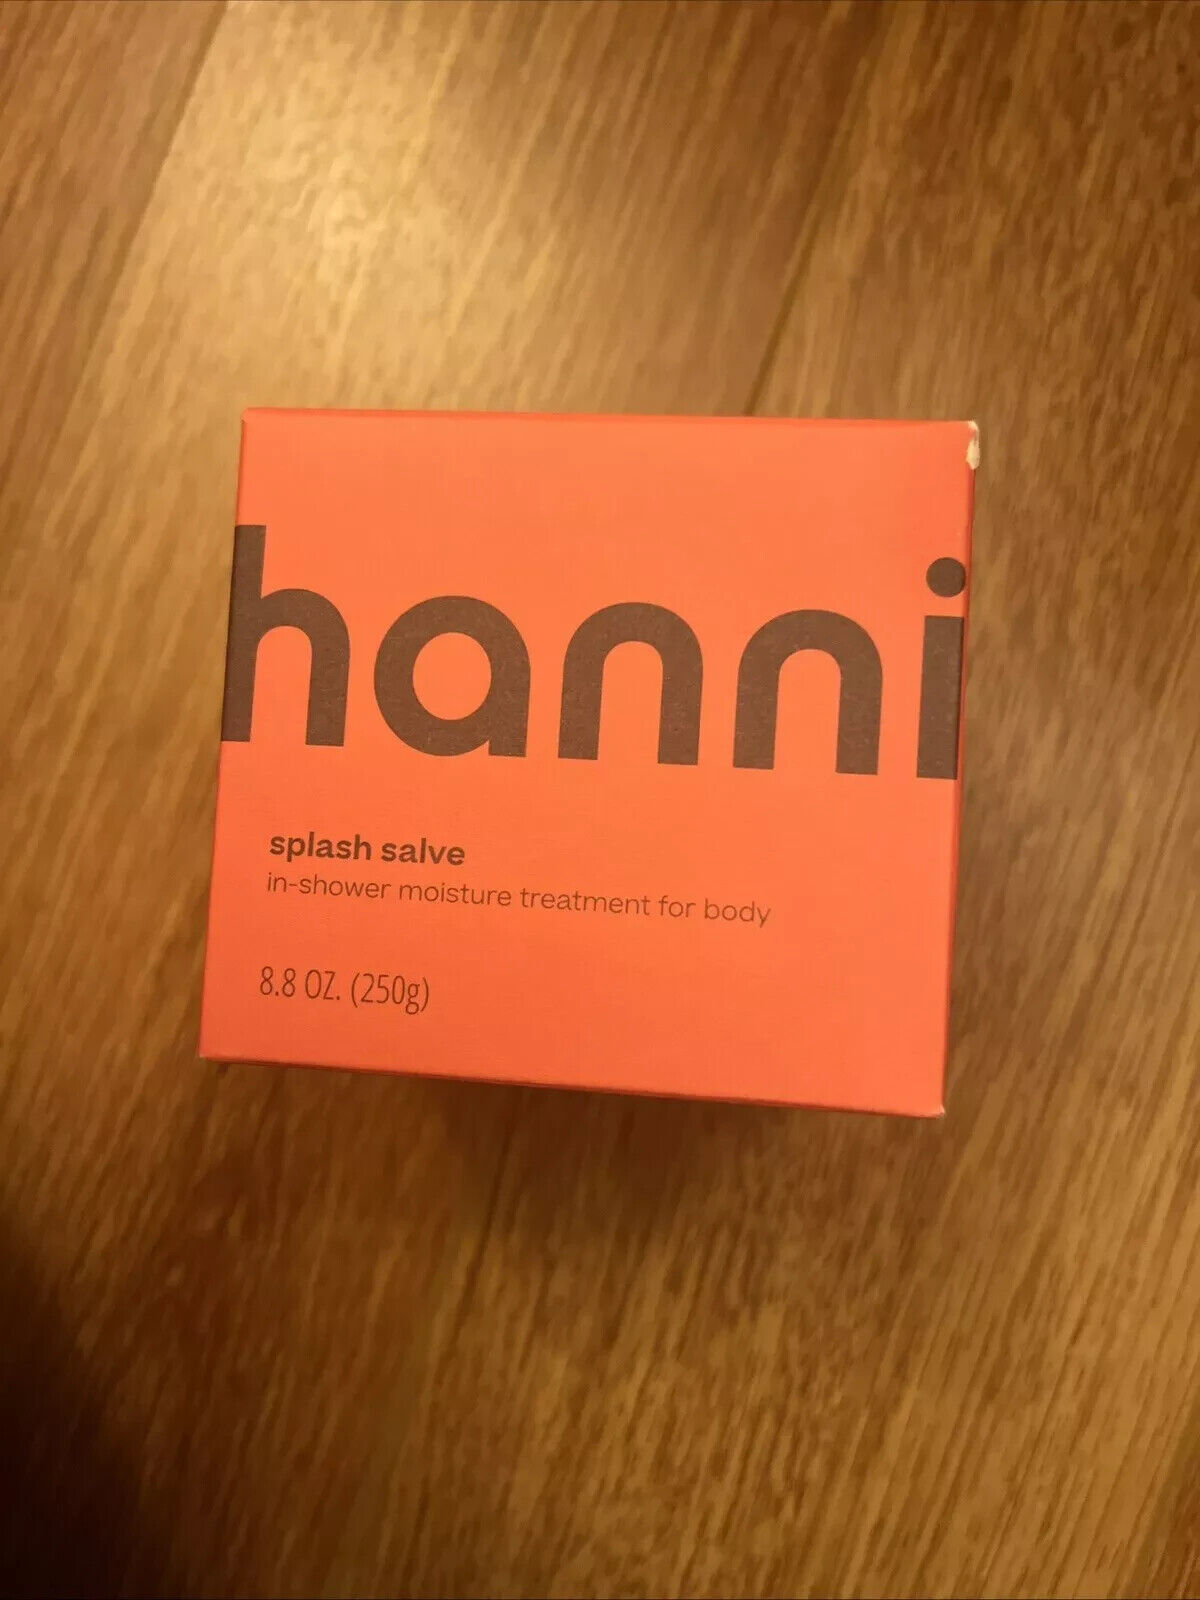 hanni
splash salve
in-shower moisture treatment for body
8.8 OZ. (250g)